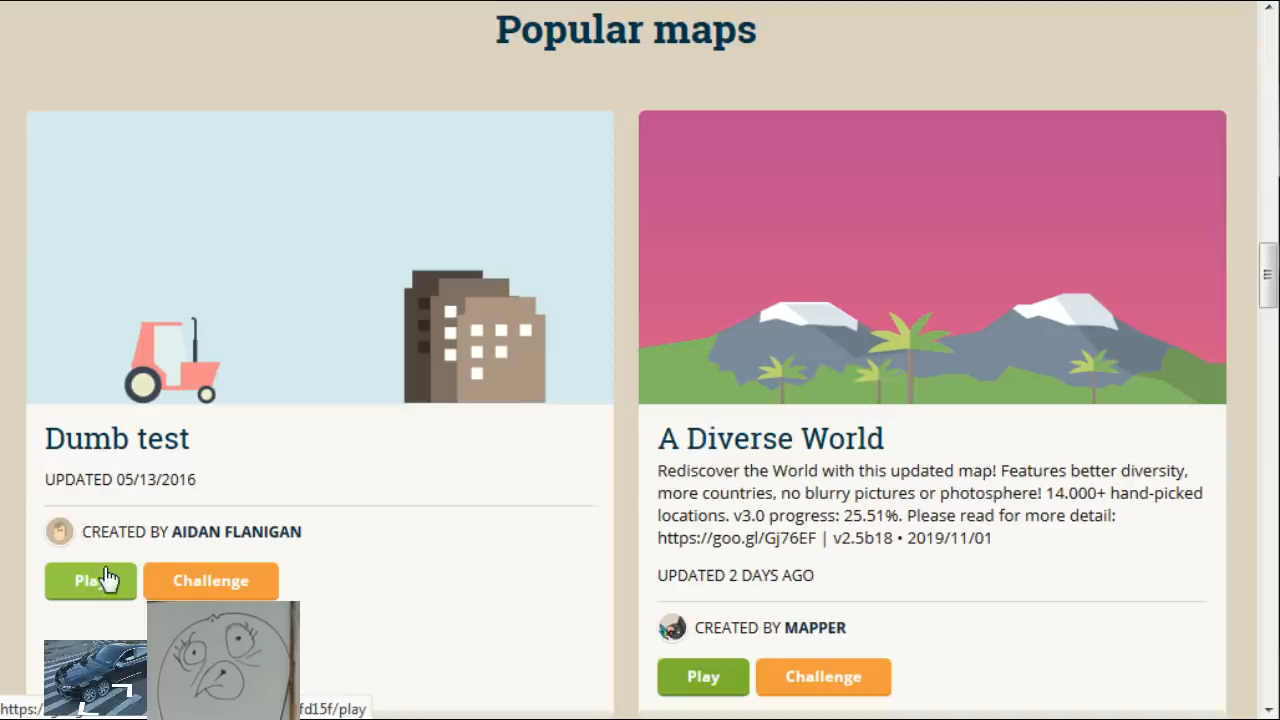 Popular maps
Dumb test
UPDATED 05/13/2016
CREATED BY AIDAN FLANIGAN
Play Challenge
A Diverse World
Rediscover the World with this updated map! Features better diversity,
more countries, no blurry pictures or photosphere! 14.000+ hand-picked
locations. v3.0 progress: 25.51%. Please read for more detail:
https://goo.gl/Gj76EF | v2.5b18 • 2019/11/01
UPDATED 2 DAYS AGO
CREATED BY MAPPER
Play Challenge
https:/ fd15f/play